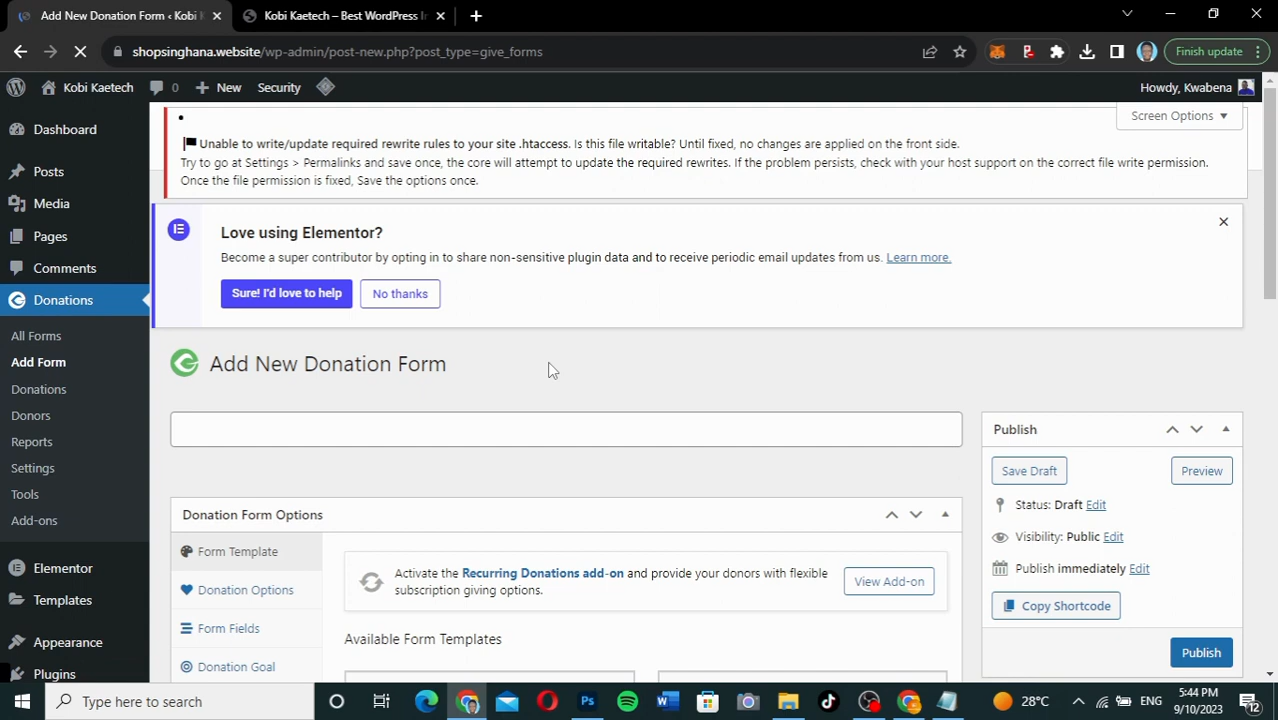 Add New Donation Form ‹ Kobi K
Kobi Kaetech – Best WordPress I
shopsinghana.website/wp-admin/post-new.php?post_type=give_forms
Finish update
Kobi Kaetech
0
New
Security
Howdy, Kwabena
Screen Options
Dashboard
Posts
Media
Pages
Comments
Donations
All Forms
Add Form
Donations
Donors
Reports
Settings
Tools
Add-ons
Elementor
Templates
Appearance
Plugins
Unable to write/update required rewrite rules to your site .htaccess. Is this file writable? Until fixed, no changes are applied on the front side.
Try to go at Settings > Permalinks and save once, the core will attempt to update the required rewrites. If the problem persists, check with your host support on the correct file write permission.
Once the file permission is fixed, Save the options once.
Love using Elementor?
Become a super contributor by opting in to share non-sensitive plugin data and to receive periodic email updates from us. Learn more.
Sure! I'd love to help
No thanks
Add New Donation Form
Donation Form Options
Form Template
Donation Options
Form Fields
Donation Goal
Activate the Recurring Donations add-on and provide your donors with flexible
subscription giving options.
View Add-on
Available Form Templates
Publish
Save Draft
Preview
Status: Draft Edit
Visibility: Public Edit
Publish immediately Edit
Copy Shortcode
Publish
Type here to search
28°C
ENG
5:44 PM
9/10/2023
12